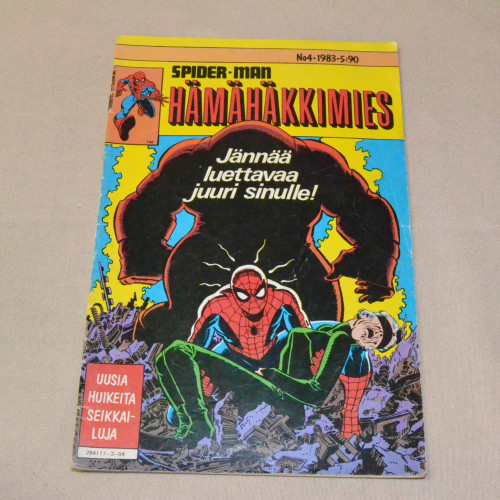 No4•1983•5:90
SPIDER-MAN
HÄMÄHÄKKIMIES
Jännää
luettavaa
juuri sinulle!
UUSIA
HUIKEITA
SEIKKAI-
LUJA
284117-3-04